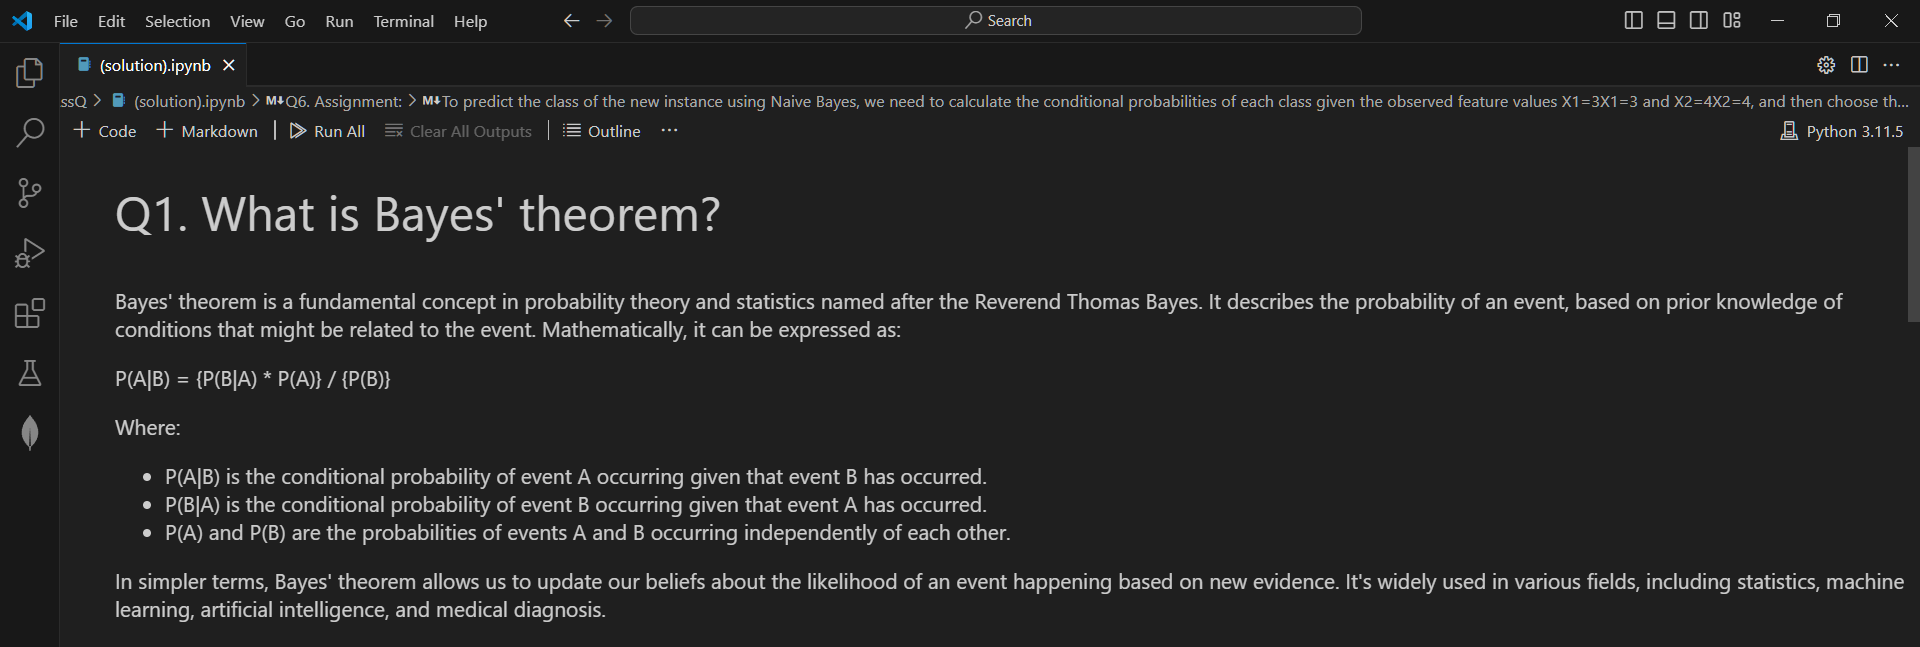 File Edit Selection View Go Run Terminal Help Search
(solution).ipynb
ssQ > (solution).ipynb > M↓Q6. Assignment: > M↓To predict the class of the new instance using Naive Bayes, we need to calculate the conditional probabilities of each class given the observed feature values X1=3X1=3 and X2=4X2=4, and then choose th...
+ Code + Markdown | Run All Clear All Outputs | Outline ... Python 3.11.5
Q1. What is Bayes' theorem?
Bayes' theorem is a fundamental concept in probability theory and statistics named after the Reverend Thomas Bayes. It describes the probability of an event, based on prior knowledge of
conditions that might be related to the event. Mathematically, it can be expressed as:
P(A|B) = {P(B|A) * P(A)} / {P(B)}
Where:
• P(A|B) is the conditional probability of event A occurring given that event B has occurred.
• P(B|A) is the conditional probability of event B occurring given that event A has occurred.
• P(A) and P(B) are the probabilities of events A and B occurring independently of each other.
In simpler terms, Bayes' theorem allows us to update our beliefs about the likelihood of an event happening based on new evidence. It's widely used in various fields, including statistics, machine
learning, artificial intelligence, and medical diagnosis.